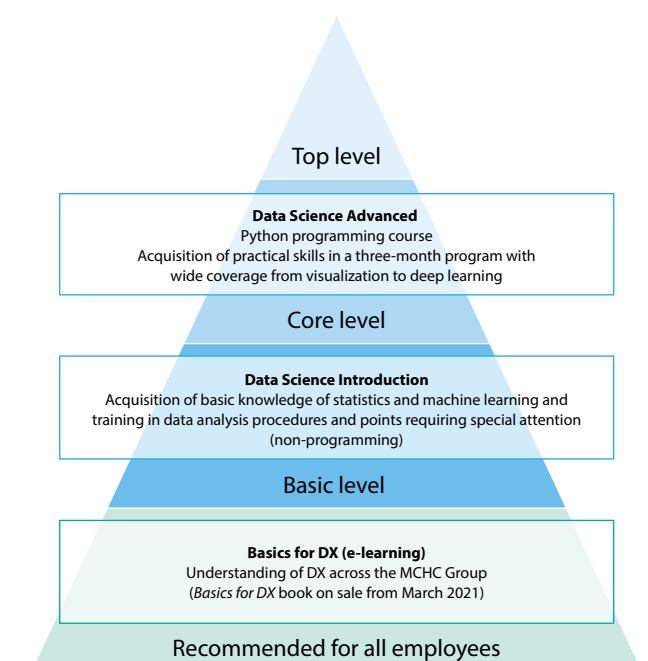 Top level
Data Science Advanced
Python programming course
Acquisition of practical skills in a three-month program with
wide coverage from visualization to deep learning
Core level
Data Science Introduction
Acquisition of basic knowledge of statistics and machine learning and
training in data analysis procedures and points requiring special attention
(non-programming)
Basic level
Basics for DX (e-learning)
Understanding of DX across the MCHC Group
(Basics for DX book on sale from March 2021)
Recommended for all employees